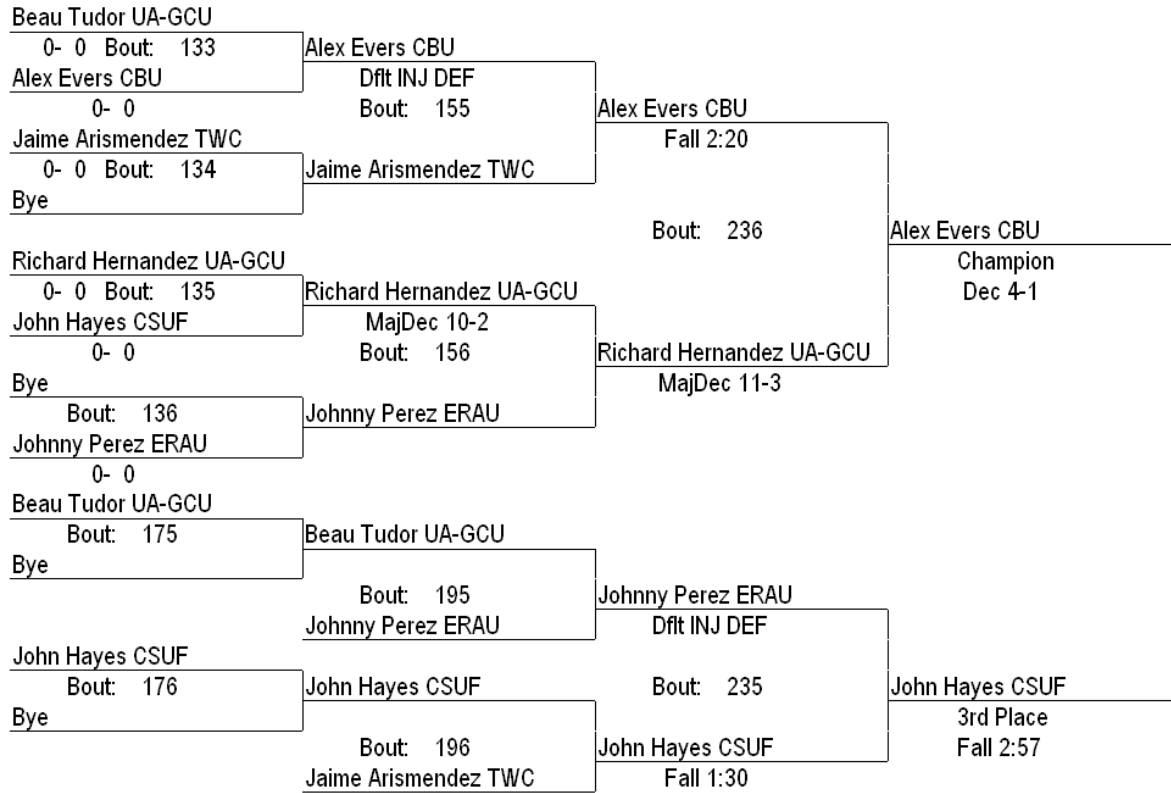 Beau Tudor UA-GCU
0- 0 Bout: 133 Alex Evers CBU
Alex Evers CBU Dflt INJ DEF
0- 0 Bout: 155 Alex Evers CBU
Jaime Arismendez TWC Fall 2:20
0- 0 Bout: 134 Jaime Arismendez TWC
Bye
Bout: 236 Alex Evers CBU
Richard Hernandez UA-GCU Champion
0- 0 Bout: 135 Richard Hernandez UA-GCU Dec 4-1
John Hayes CSUF MajDec 10-2
0- 0 Bout: 156 Richard Hernandez UA-GCU
Bye MajDec 11-3
Bout: 136 Johnny Perez ERAU
Johnny Perez ERAU
0- 0
Beau Tudor UA-GCU
Bout: 175 Beau Tudor UA-GCU
Bye
Bout: 195 Johnny Perez ERAU
Johnny Perez ERAU Dflt INJ DEF
John Hayes CSUF
Bout: 176 John Hayes CSUF Bout: 235 John Hayes CSUF
Bye 3rd Place
Bout: 196 John Hayes CSUF Fall 2:57
Jaime Arismendez TWC Fall 1:30